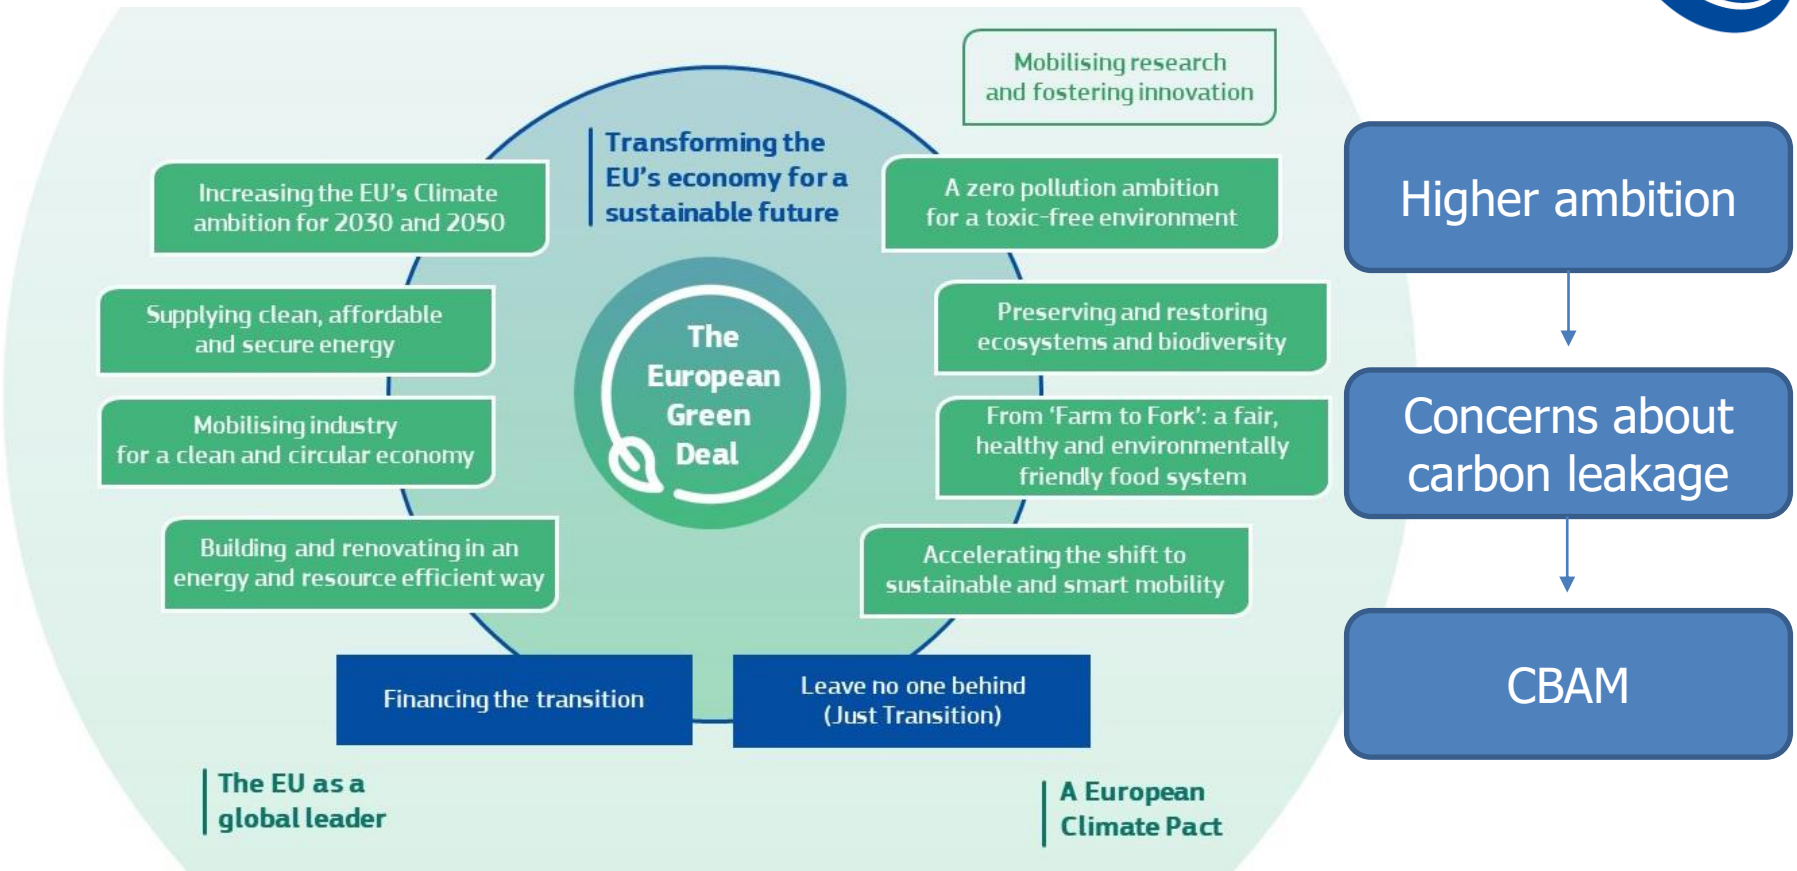 Mobilising research
and fostering innovation
Transforming the
EU's economy for a
sustainable future
Increasing the EU's Climate
ambition for 2030 and 2050
Supplying clean, affordable
and secure energy
Mobilising industry
for a clean and circular economy
Building and renovating in an
energy and resource efficient way
The
European
Green
Deal
A zero pollution ambition
for a toxic-free environment
Preserving and restoring
ecosystems and biodiversity
From ‘Farm to Fork’: a fair,
healthy and environmentally
friendly food system
Accelerating the shift to
sustainable and smart mobility
Financing the transition
Leave no one behind
(Just Transition)
The EU as a
global leader
A European
Climate Pact
Higher ambition
Concerns about
carbon leakage
CBAM